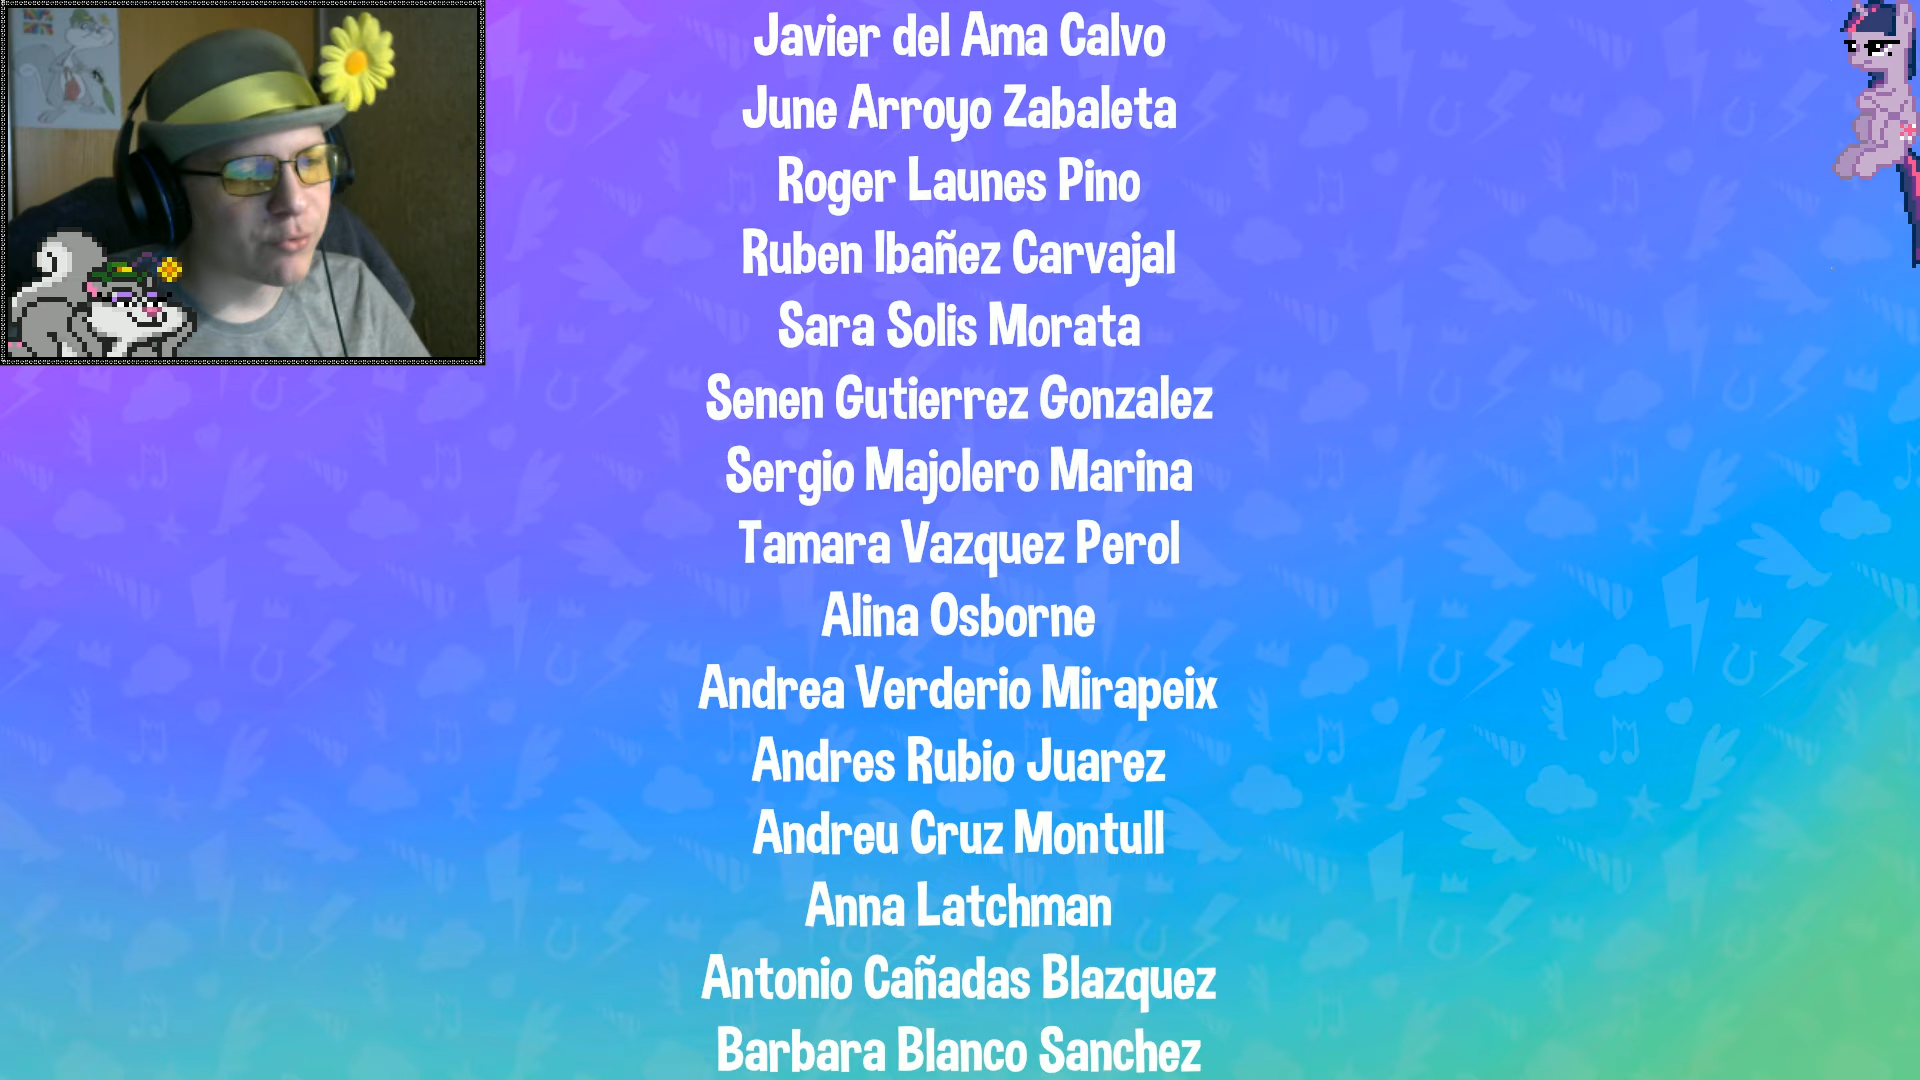 Javier del Ama Calvo
June Arroyo Zabaleta
Roger Launes Pino
Ruben Ibañez Carvajal
Sara Solis Morata
Senen Gutierrez Gonzalez
Sergio Majolero Marina
Tamara Vazquez Perol
Alina Osborne
Andrea Verderio Mirapeix
Andres Rubio Juarez
Andreu Cruz Montull
Anna Latchman
Antonio Cañadas Blazquez
Barbara Blanco Sanchez